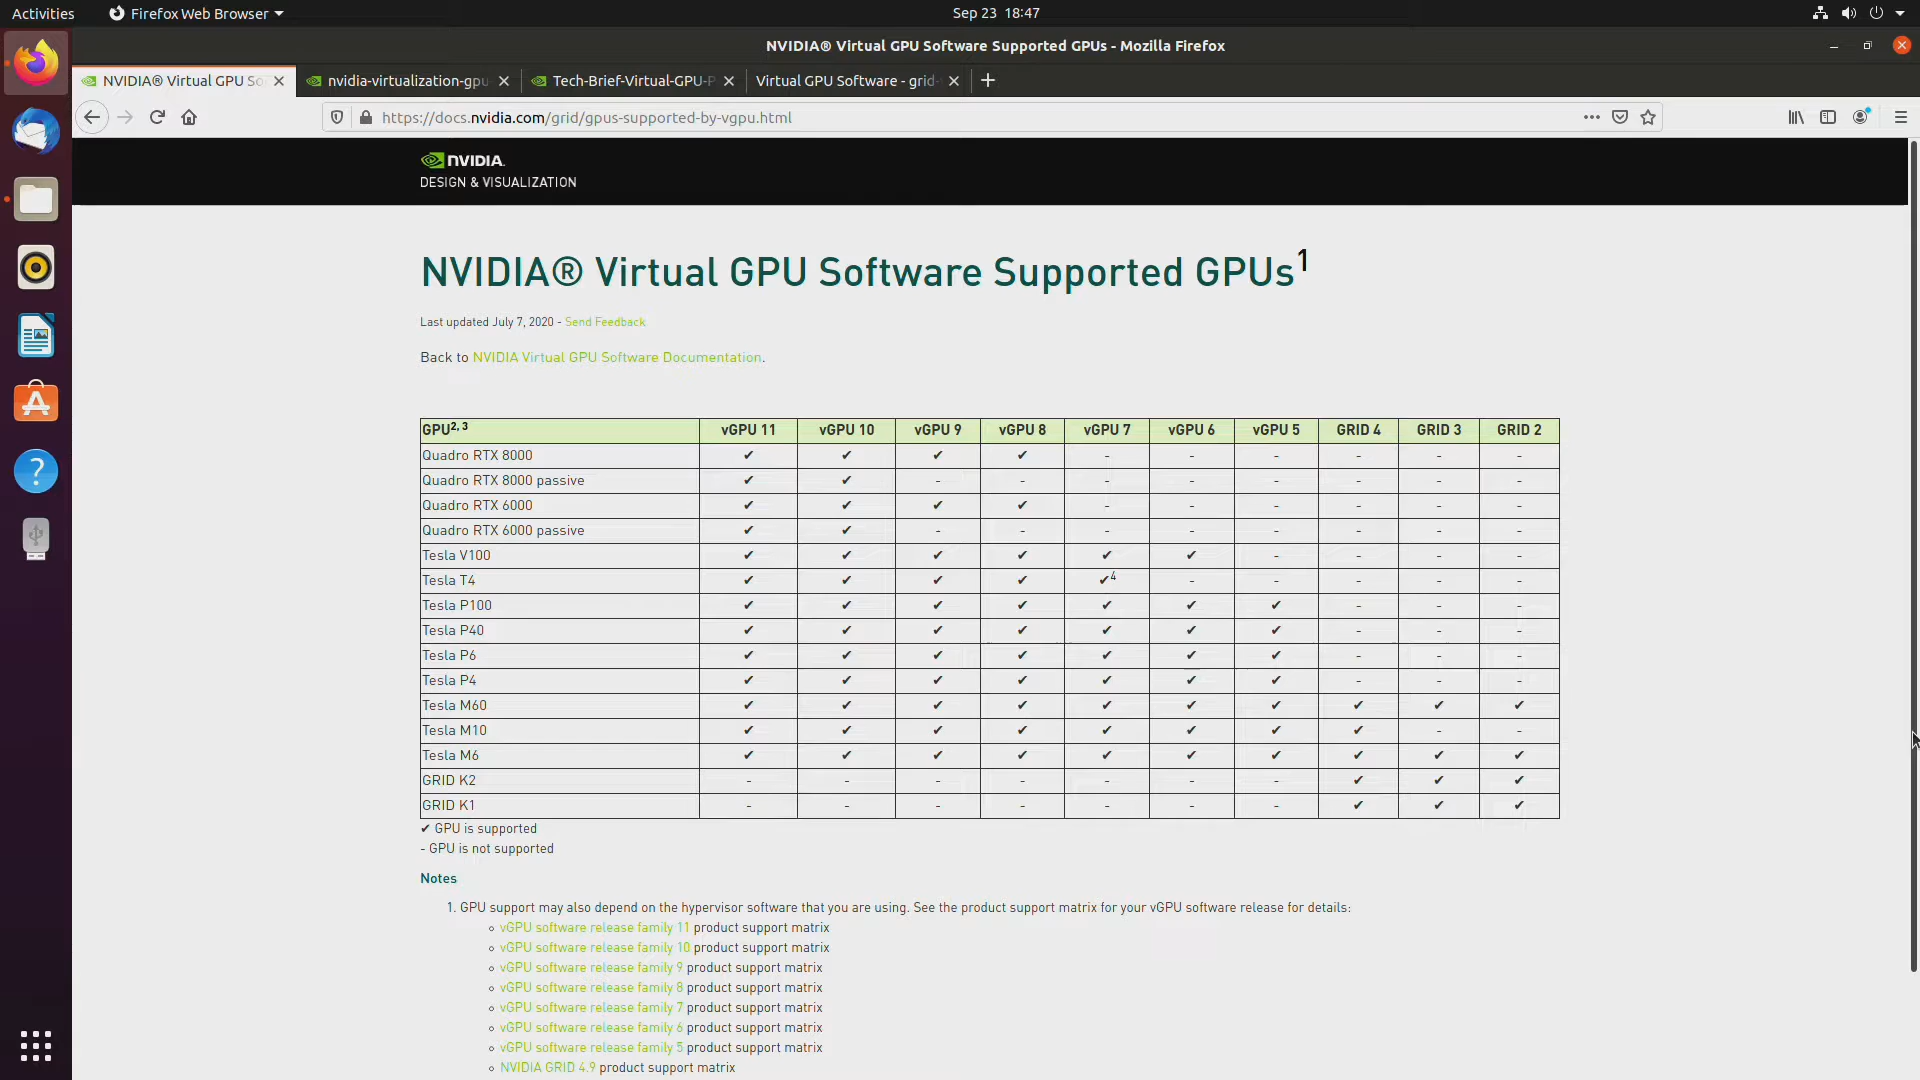 Activities Firefox Web Browser Sep 23 18:47
NVIDIA® Virtual GPU Software Supported GPUs - Mozilla Firefox
NVIDIA® Virtual GPU So nvidia-virtualization-gpu Tech-Brief-Virtual-GPU-P Virtual GPU Software - grid-
https://docs.nvidia.com/grid/gpus-supported-by-vgpu.html
NVIDIA.
DESIGN & VISUALIZATION
NVIDIA® Virtual GPU Software Supported GPUs1
Last updated July 7, 2020 - Send Feedback
Back to NVIDIA Virtual GPU Software Documentation.
GPU2, 3 vGPU 11 vGPU 10 vGPU 9 vGPU 8 vGPU 7 vGPU 6 vGPU 5 GRID 4 GRID 3 GRID 2
Quadro RTX 8000 ✔ ✔ ✔ ✔ - - - - - -
Quadro RTX 8000 passive ✔ ✔ - - - - - - - -
Quadro RTX 6000 ✔ ✔ ✔ ✔ - - - - - -
Quadro RTX 6000 passive ✔ ✔ - - - - - - - -
Tesla V100 ✔ ✔ ✔ ✔ ✔ ✔ - - - -
Tesla T4 ✔ ✔ ✔ ✔ ✔4 - - - - -
Tesla P100 ✔ ✔ ✔ ✔ ✔ ✔ ✔ - - -
Tesla P40 ✔ ✔ ✔ ✔ ✔ ✔ ✔ - - -
Tesla P6 ✔ ✔ ✔ ✔ ✔ ✔ ✔ - - -
Tesla P4 ✔ ✔ ✔ ✔ ✔ ✔ ✔ - - -
Tesla M60 ✔ ✔ ✔ ✔ ✔ ✔ ✔ ✔ ✔ ✔
Tesla M10 ✔ ✔ ✔ ✔ ✔ ✔ ✔ ✔ - -
Tesla M6 ✔ ✔ ✔ ✔ ✔ ✔ ✔ ✔ ✔ ✔
GRID K2 - - - - - - - ✔ ✔ ✔
GRID K1 - - - - - - - ✔ ✔ ✔
✔ GPU is supported
- GPU is not supported
Notes
1. GPU support may also depend on the hypervisor software that you are using. See the product support matrix for your vGPU software release for details:
vGPU software release family 11 product support matrix
vGPU software release family 10 product support matrix
vGPU software release family 9 product support matrix
vGPU software release family 8 product support matrix
vGPU software release family 7 product support matrix
vGPU software release family 6 product support matrix
vGPU software release family 5 product support matrix
NVIDIA GRID 4.9 product support matrix